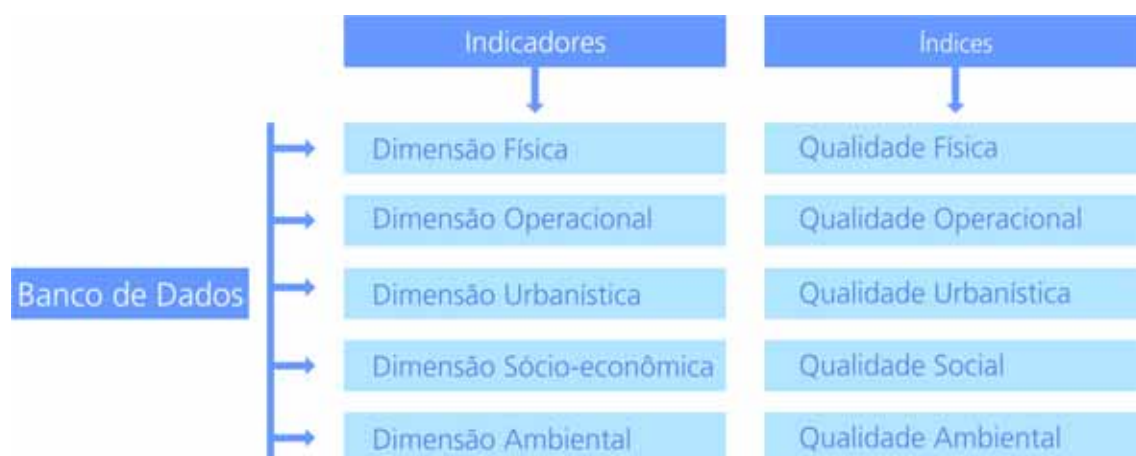 Indicadores
Índices
Dimensão Física
Qualidade Física
Dimensão Operacional
Qualidade Operacional
Banco de Dados
Dimensão Urbanística
Qualidade Urbanística
Dimensão Sócio-econômica
Qualidade Social
Dimensão Ambiental
Qualidade Ambiental